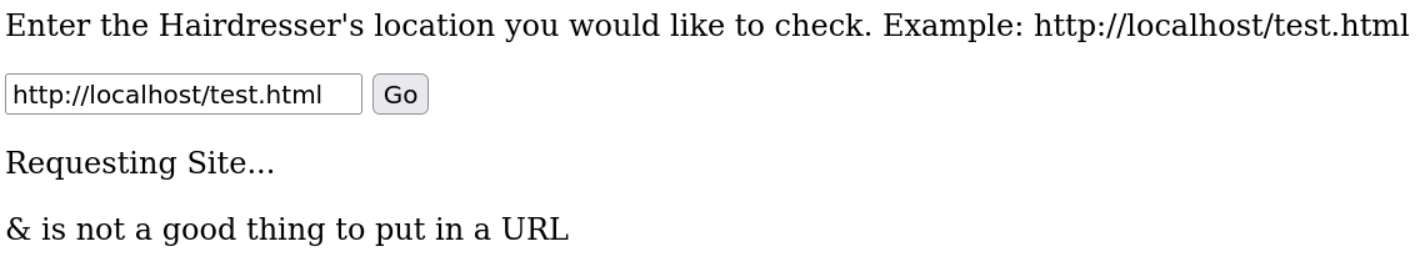 Enter the Hairdresser's location you would like to check. Example: http://localhost/test.html
http://localhost/test.html Go
Requesting Site...
& is not a good thing to put in a URL